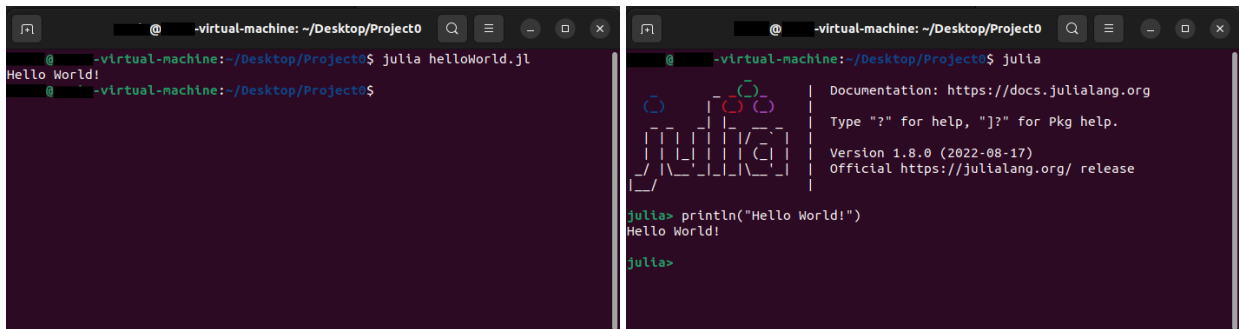 @ -virtual-machine: ~/Desktop/Project0
@ -virtual-machine:~/Desktop/Project0$ julia helloWorld.jl
Hello World!
@ -virtual-machine:~/Desktop/Project0$
@ -virtual-machine: ~/Desktop/Project0
@ -virtual-machine:~/Desktop/Project0$ julia
julia
Documentation: https://docs.julialang.org
Type "?" for help, "]?" for Pkg help.
Version 1.8.0 (2022-08-17)
Official https://julialang.org/ release
julia> println("Hello World!")
Hello World!
julia>